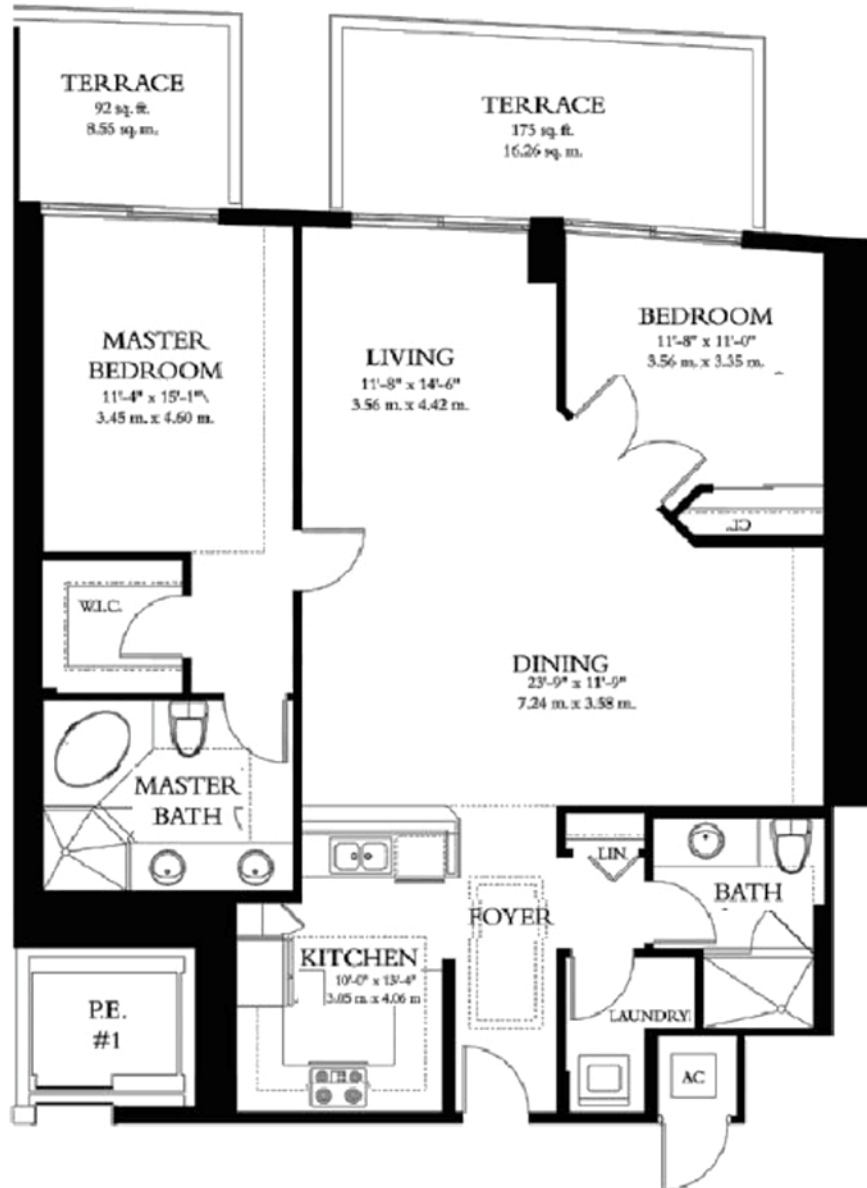 TERRACE
92 sq. ft.
8.55 sq. m.
TERRACE
175 sq. ft.
16.26 sq. m.
MASTER
BEDROOM
11'-4" x 15'-1"\
3.45 m. x 4.60 m.
LIVING
11'-8" x 14'-6"
3.56 m. x 4.42 m.
BEDROOM
11'-8" x 11'-0"
3.56 m. x 3.35 m.
CL.
W.I.C.
DINING
23'-9" x 11'-9"
7.24 m. x 3.58 m.
MASTER
BATH
LIN.
BATH
FOYER
KITCHEN
10'-0" x 13'-4"
3.05 m. x 4.06 m
P.E.
#1
LAUNDRY
AC